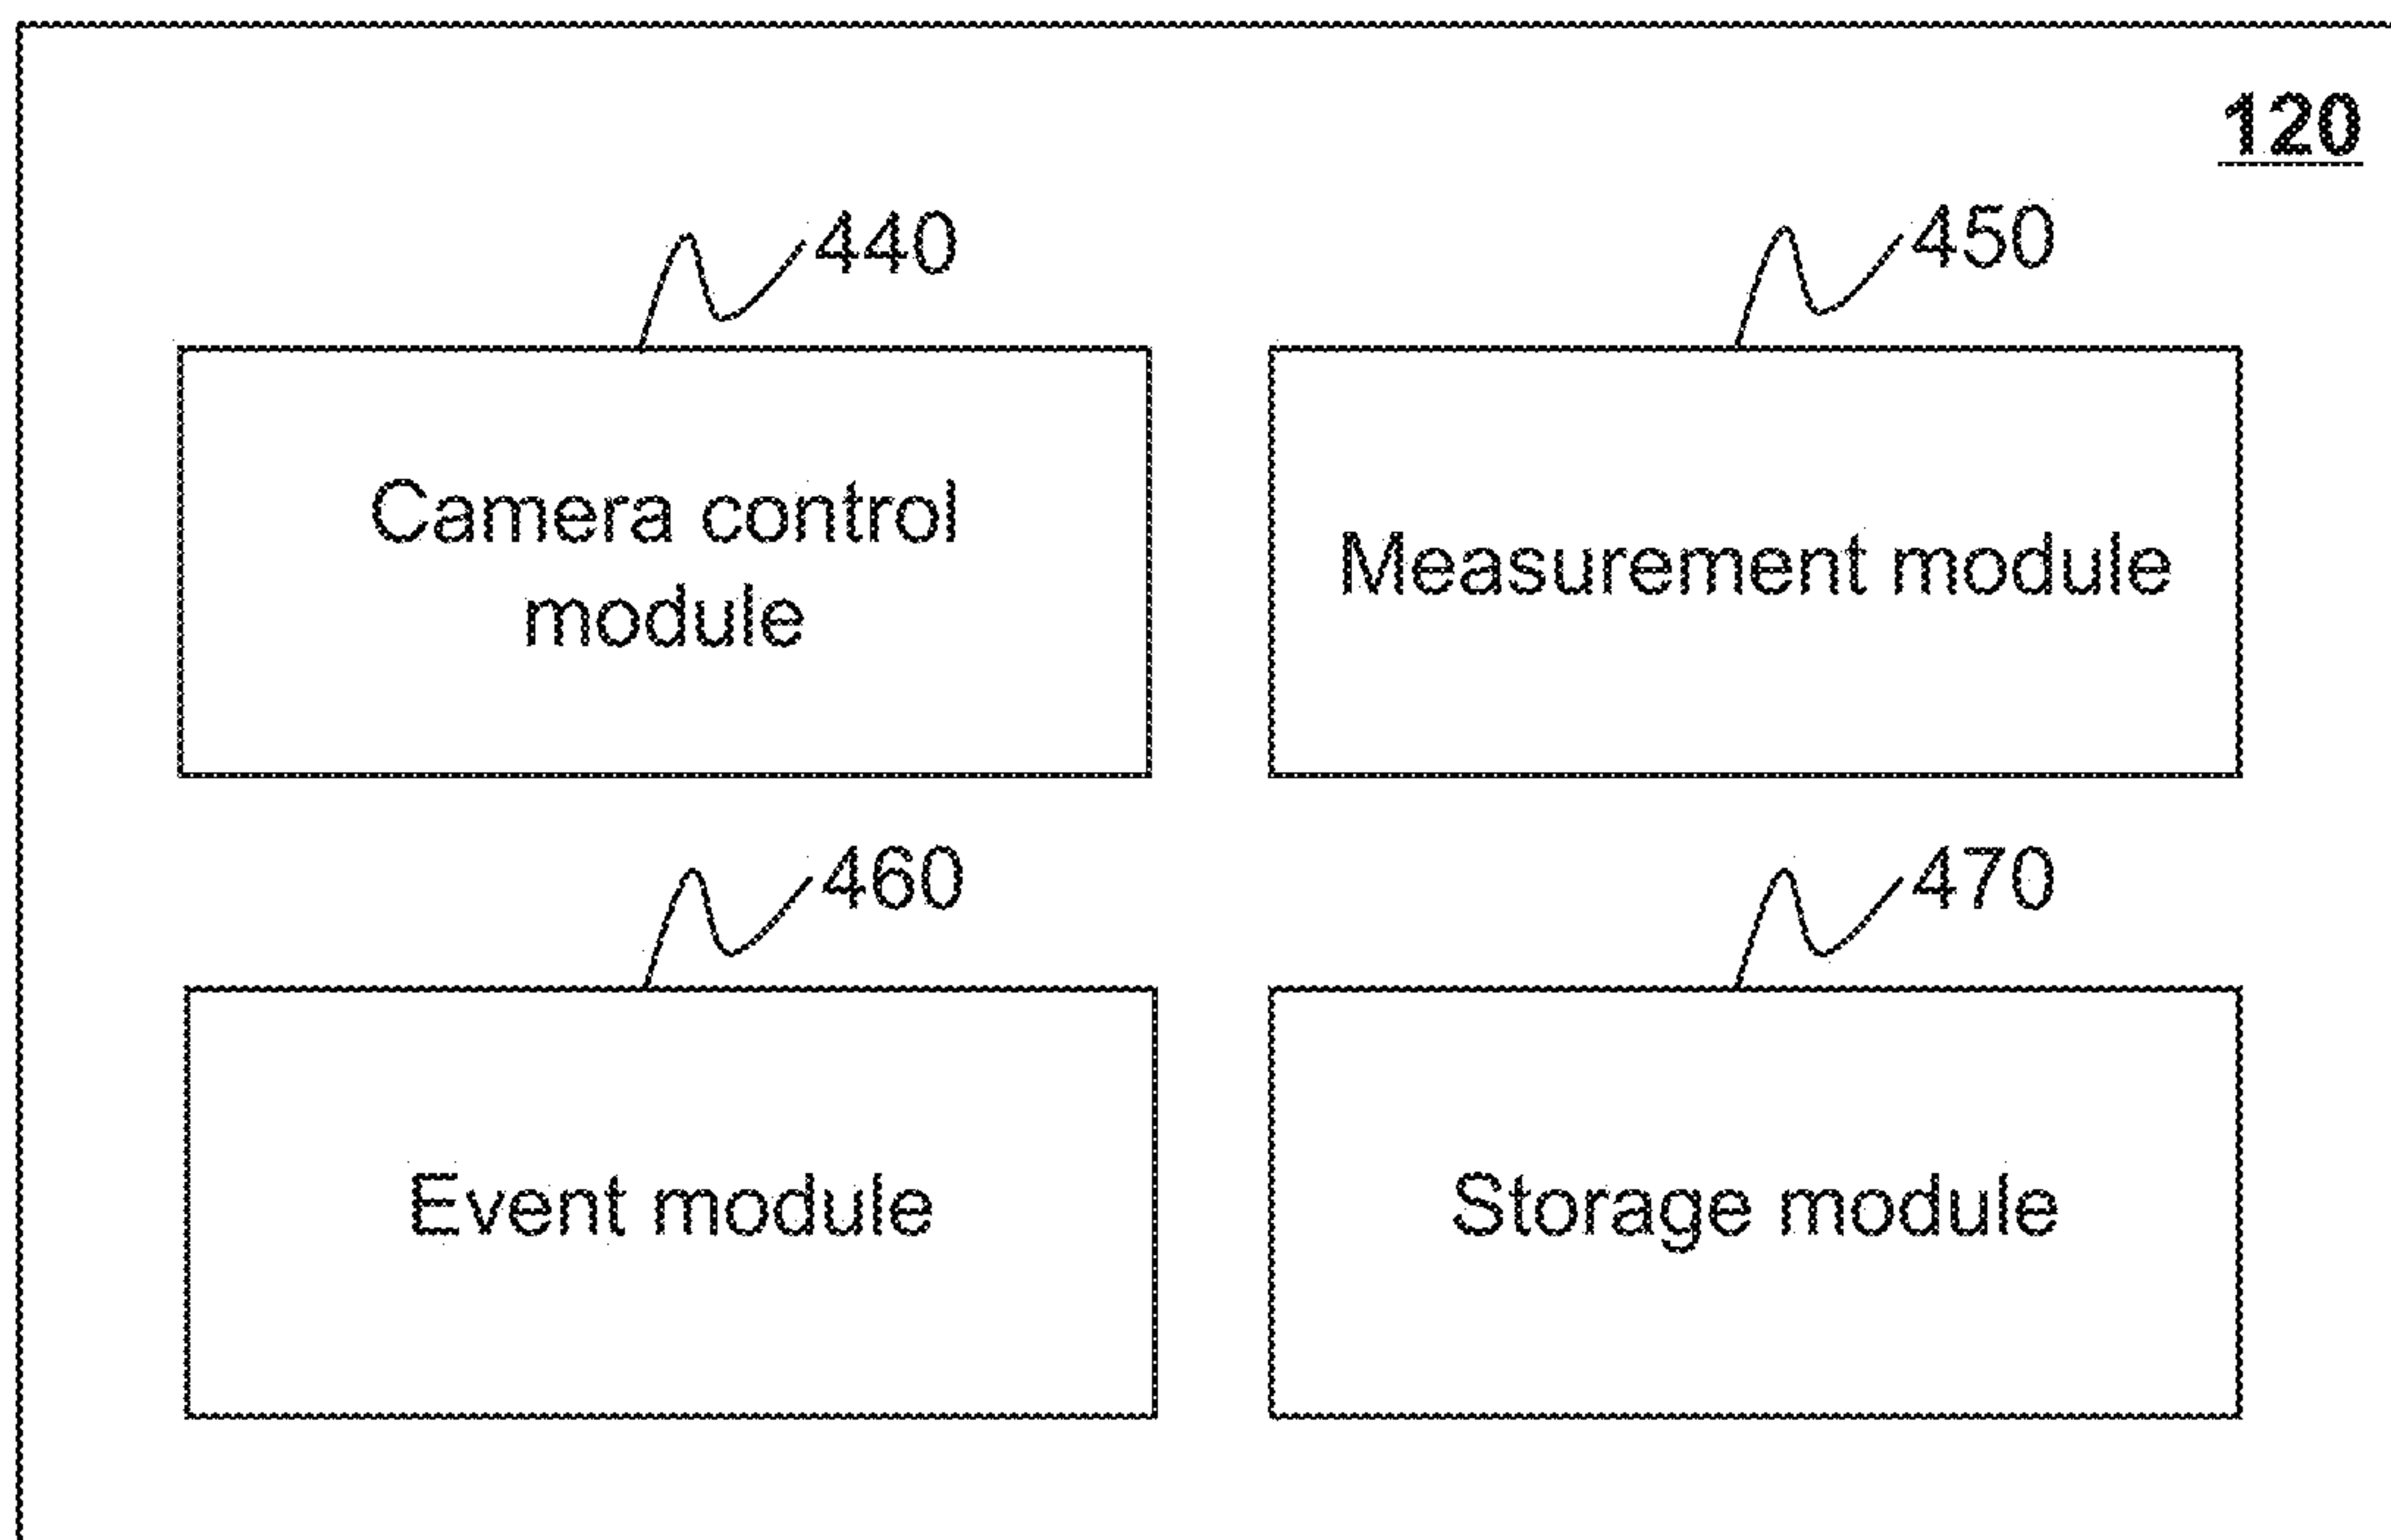 120
440
450
Camera control
module
Measurement module
460
470
Event module
Storage module